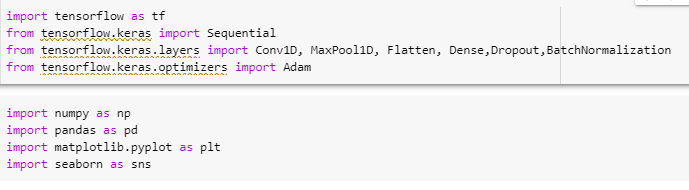 import tensorflow as tf
from tensorflow.keras import Sequential
from tensorflow.keras.layers import Conv1D, MaxPool1D, Flatten, Dense,Dropout,BatchNormalization
from tensorflow.keras.optimizers import Adam
import numpy as np
import pandas as pd
import matplotlib.pyplot as plt
import seaborn as sns